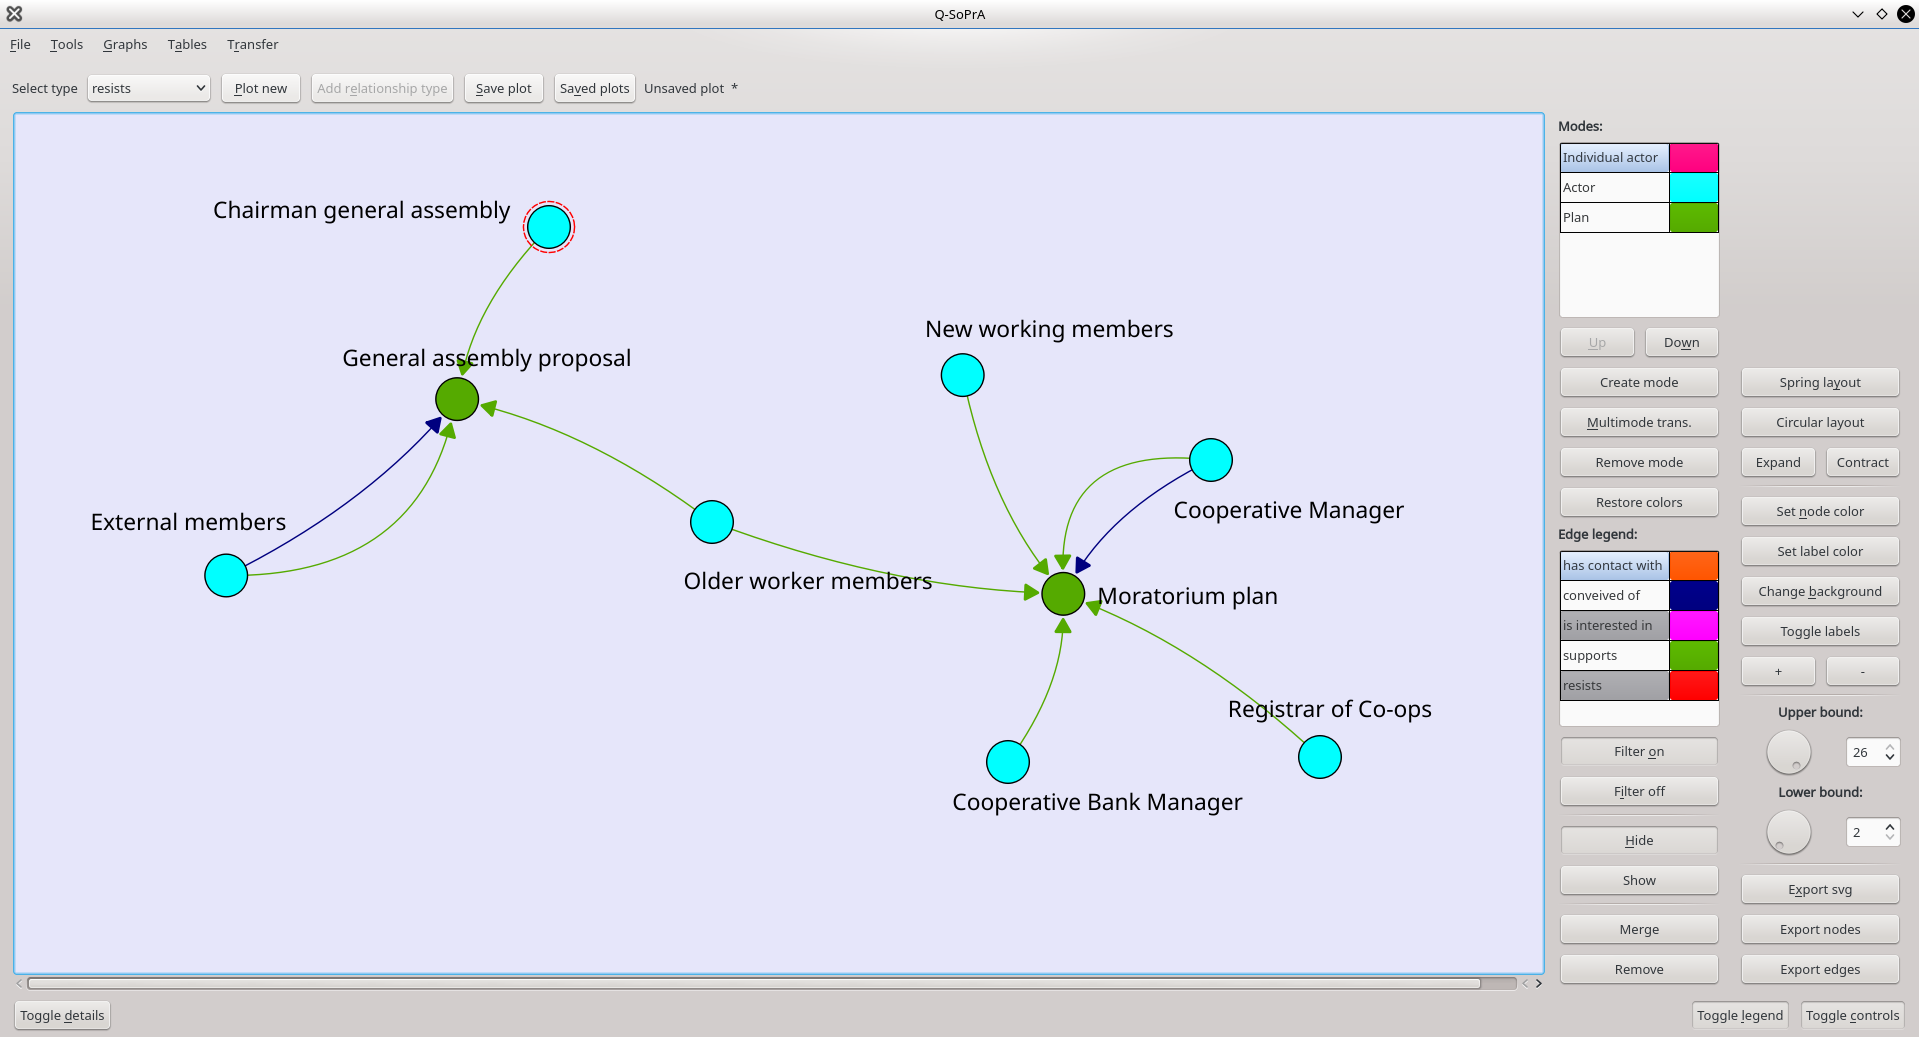 Q-SoPrA
File Tools Graphs Tables Transfer
Select type resists Plot new Add relationship type Save plot Saved plots Unsaved plot *
Chairman general assembly
General assembly proposal
New working members
External members
Cooperative Manager
Older worker members
Moratorium plan
Registrar of Co-ops
Cooperative Bank Manager
Modes:
Individual actor
Actor
Plan
Up Down
Create mode
Multimode trans.
Remove mode
Restore colors
Edge legend:
has contact with
conveived of
is interested in
supports
resists
Filter on
Filter off
Hide
Show
Merge
Remove
Spring layout
Circular layout
Expand Contract
Set node color
Set label color
Change background
Toggle labels
+ -
Upper bound:
26
Lower bound:
2
Export svg
Export nodes
Export edges
Toggle details Toggle legend Toggle controls